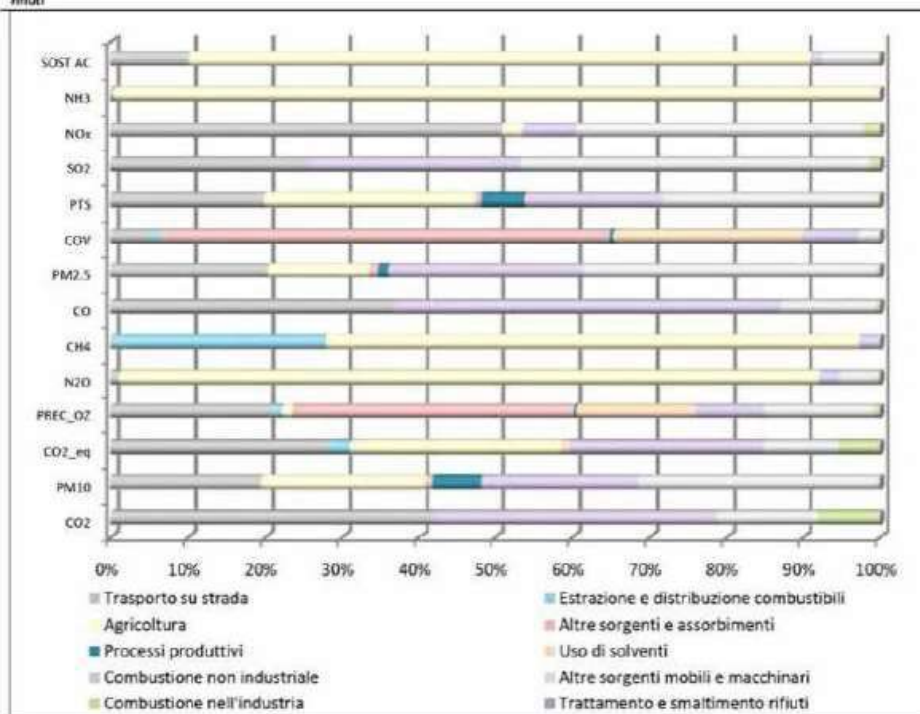 rifiuti
SOST AC
NH3
NOx
SO2
PTS
COV
PM2.5
CO
CH4
N2O
PREC_OZ
CO2_eq
PM10
CO2
0% 10% 20% 30% 40% 50% 60% 70% 80% 90% 100%
Trasporto su strada Estrazione e distribuzione combustibili
Agricoltura Altre sorgenti e assorbimenti
Processi produttivi Uso di solventi
Combustione non industriale Altre sorgenti mobili e macchinari
Combustione nell'industria Trattamento e smaltimento rifiuti